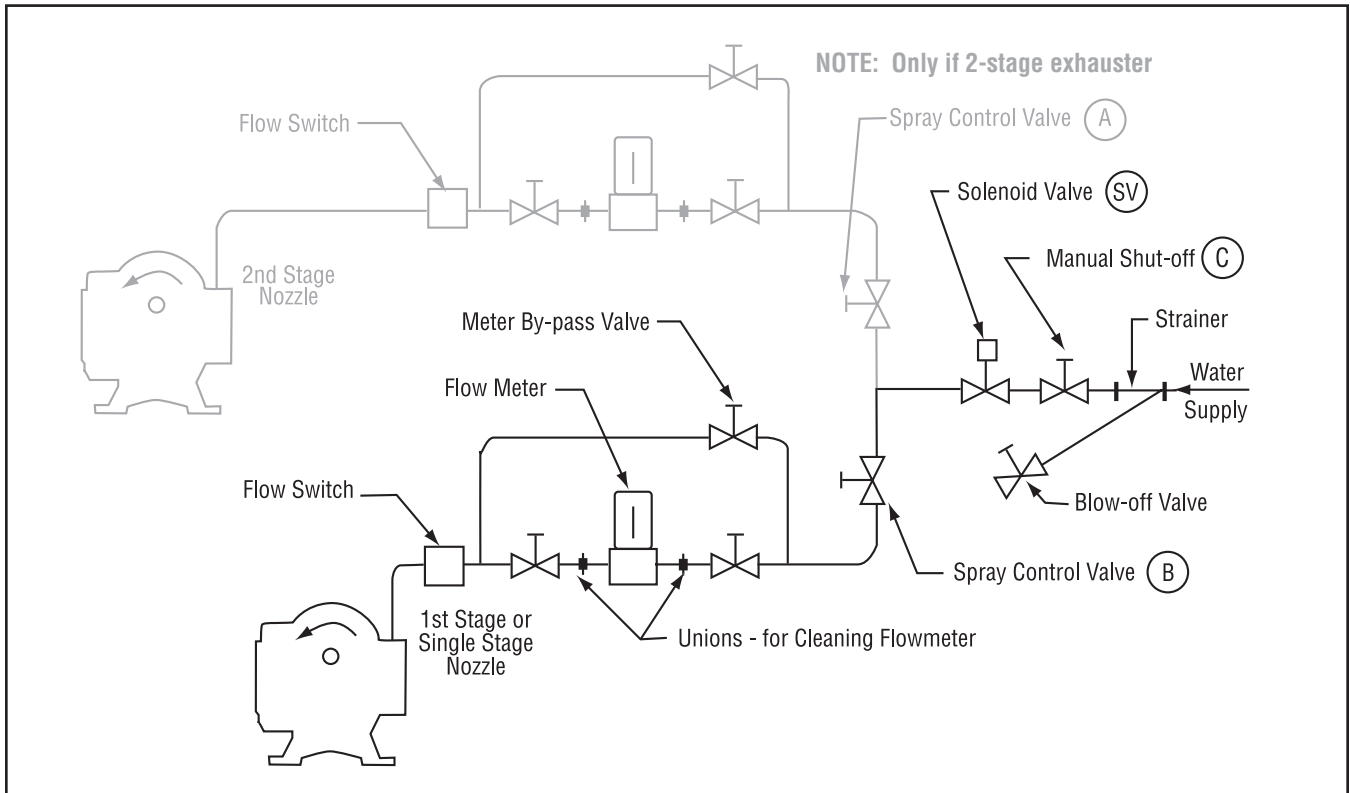 NOTE: Only if 2-stage exhauster
Flow Switch
Spray Control Valve A
Solenoid Valve SV
2nd Stage
Nozzle
Manual Shut-off C
Meter By-pass Valve
Strainer
Flow Meter
Water
Supply
Flow Switch
Blow-off Valve
Spray Control Valve B
1st Stage or
Single Stage
Nozzle
Unions - for Cleaning Flowmeter